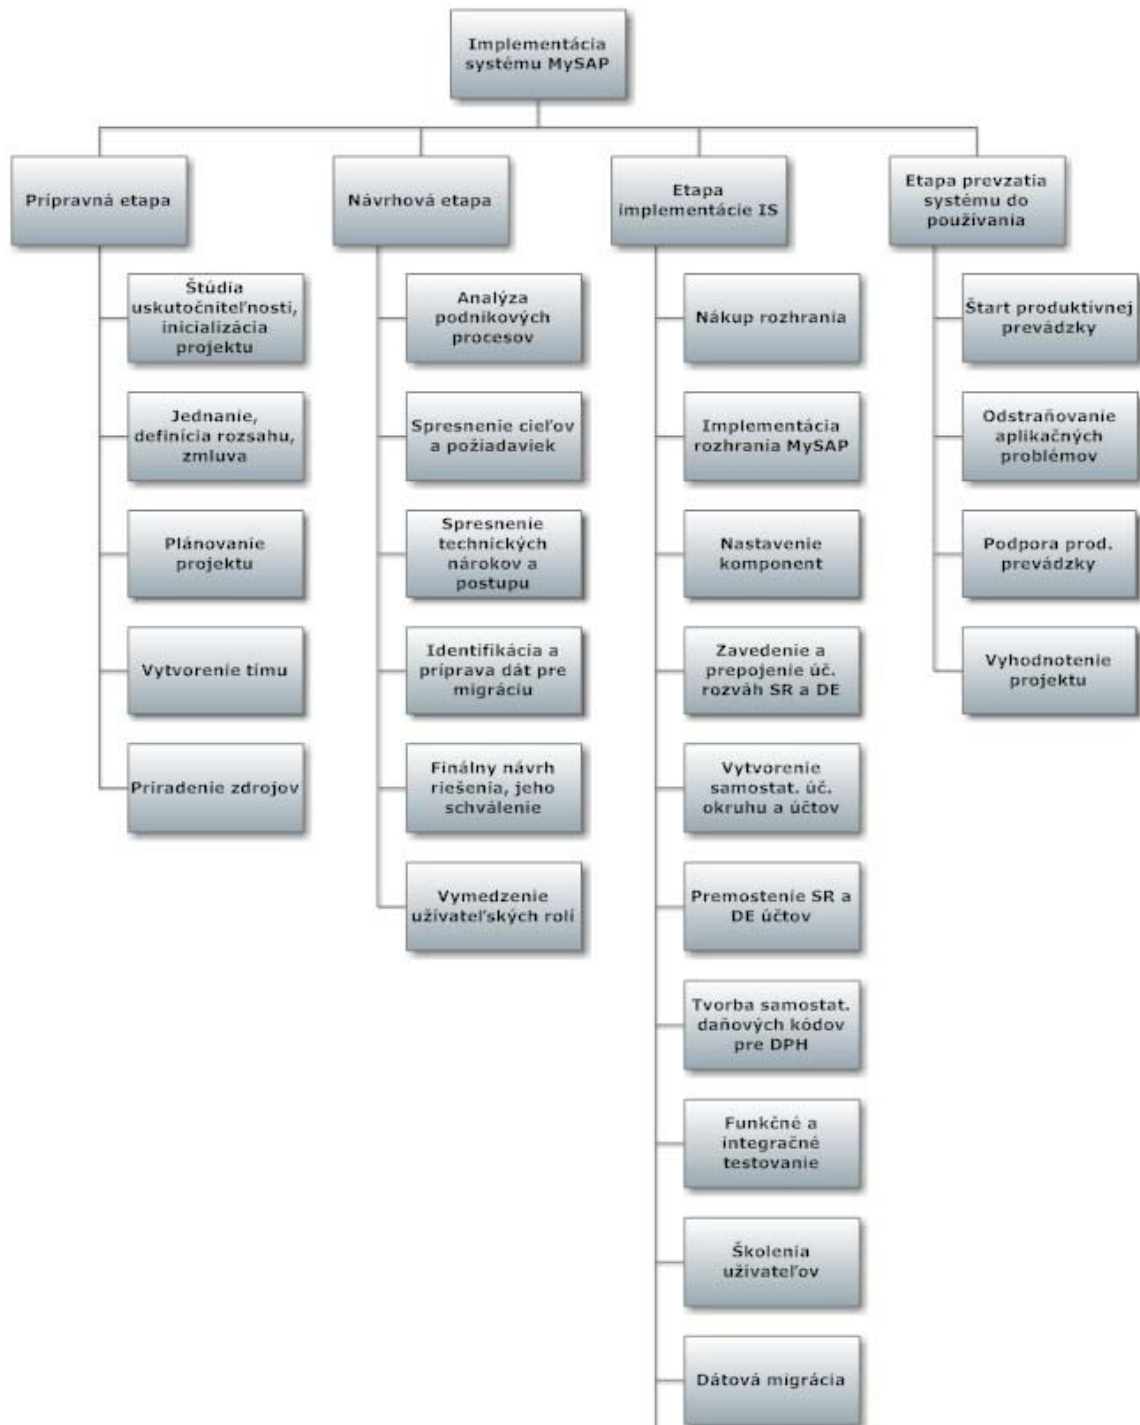 Implementácia
systému MySAP
Prípravná etapa
Štúdia
uskutočniteľnosti,
inicializácia
projektu
Jednanie,
definícia rozsahu,
zmluva
Plánovanie
projektu
Vytvorenie tímu
Priradenie zdrojov
Návrhová etapa
Analýza
podnikových
procesov
Spresnenie cieľov
a požiadaviek
Spresnenie
technických
nárokov a
postupu
Identifikácia a
príprava dát pre
migráciu
Finálny návrh
riešenia, jeho
schválenie
Vymedzenie
užívateľských rolí
Etapa
implementácie IS
Nákup rozhrania
Implementácia
rozhrania MySAP
Nastavenie
komponent
Zavedenie a
prepojenie úč.
rozváh SR a DE
Vytvorenie
samostat. úč.
okruhu a účtov
Premostenie SR a
DE účtov
Tvorba samostat.
daňových kódov
pre DPH
Funkčné a
integračné
testovanie
Školenia
užívateľov
Dátová migrácia
Etapa prevzatia
systému do
používania
Štart produktívnej
prevádzky
Odstraňovanie
aplikačných
problémov
Podpora prod.
prevádzky
Vyhodnotenie
projektu